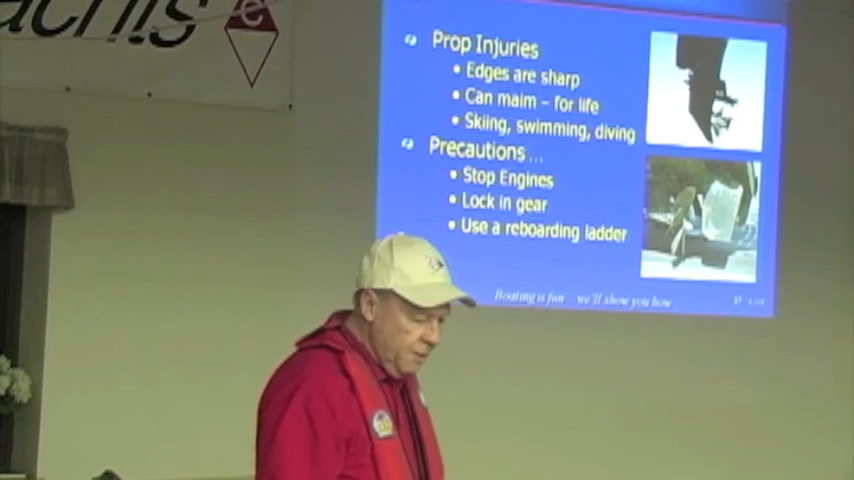 Prop Injuries
• Edges are sharp
• Can maim – for life
• Skiing, swimming, diving
Precautions...
• Stop Engines
• Lock in gear
• Use a reboarding ladder
Boating is fun we'll show you how